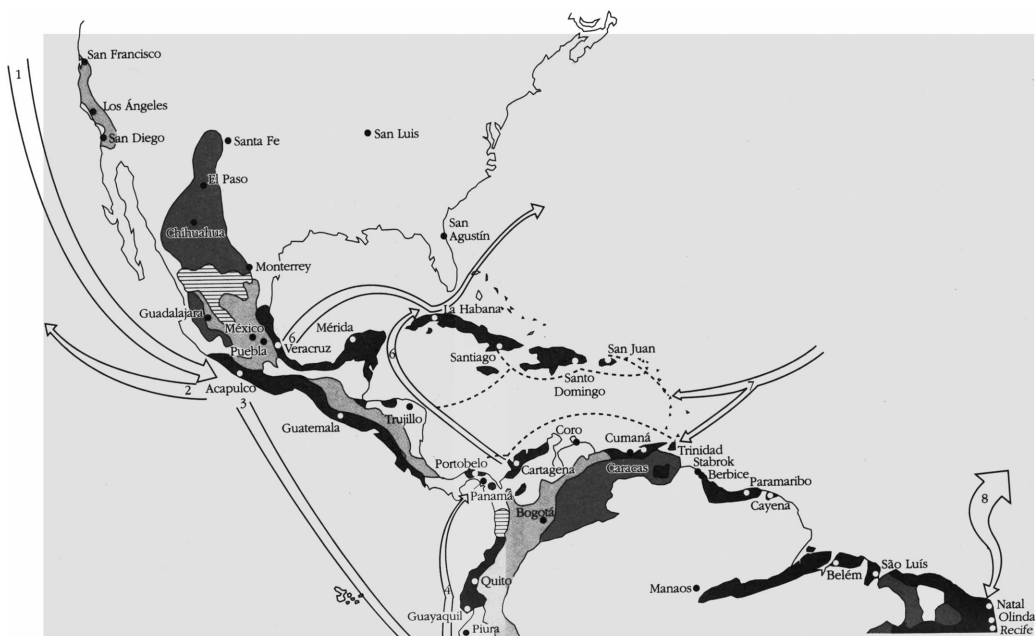 1
San Francisco
Los Ángeles
San Diego
Santa Fe
San Luis
El Paso
Chihuahua
San
Agustín
Monterrey
Guadalajara
México
Puebla
6
Veracruz
Mérida
La Habana
6
Santiago
Santo
Domingo
San Juan
7
2
Acapulco
3
Guatemala
Trujillo
Coro
Cumaná
Trinidad
Portobelo
Cartagena
Caracas
Stabrok
Berbice
Paramaribo
Cayena
Panamá
Bogotá
8
4
Quito
Manaos
Belém
São Luís
Guayaquil
Piura
Natal
Olinda
Recife